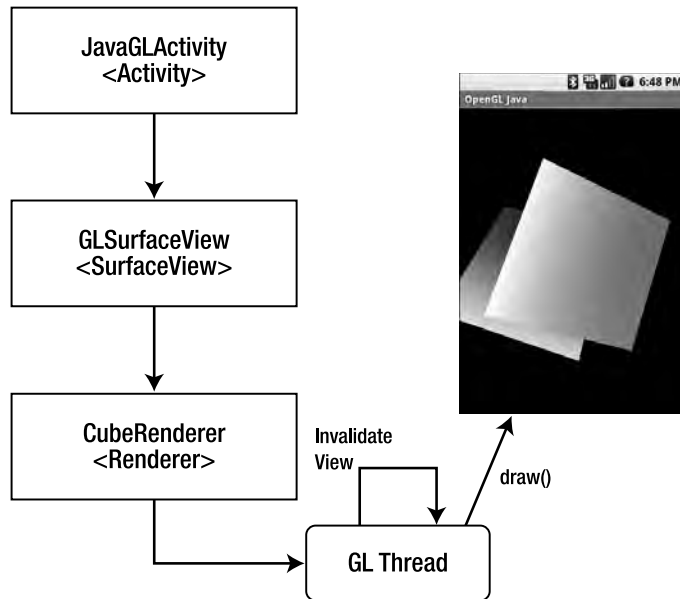 JavaGLActivity
<Activity>
6:48 PM
OpenGL Java
GLSurfaceView
<SurfaceView>
CubeRenderer
<Renderer>
Invalidate
View
draw()
GL Thread